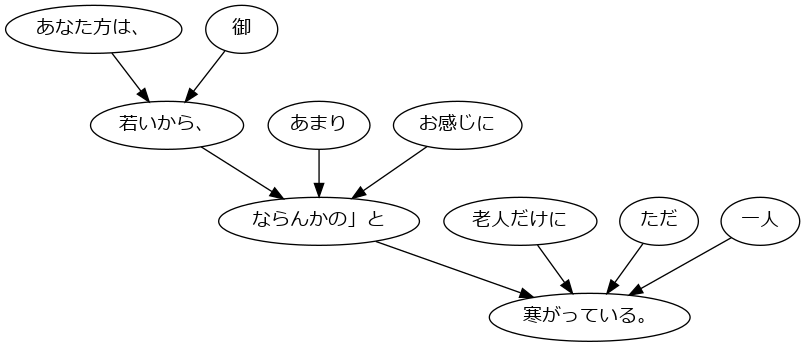 あなた方は、
御
若いから、
あまり
お感じに
ならんかの」と
老人だけに
ただ
一人
寒がっている。